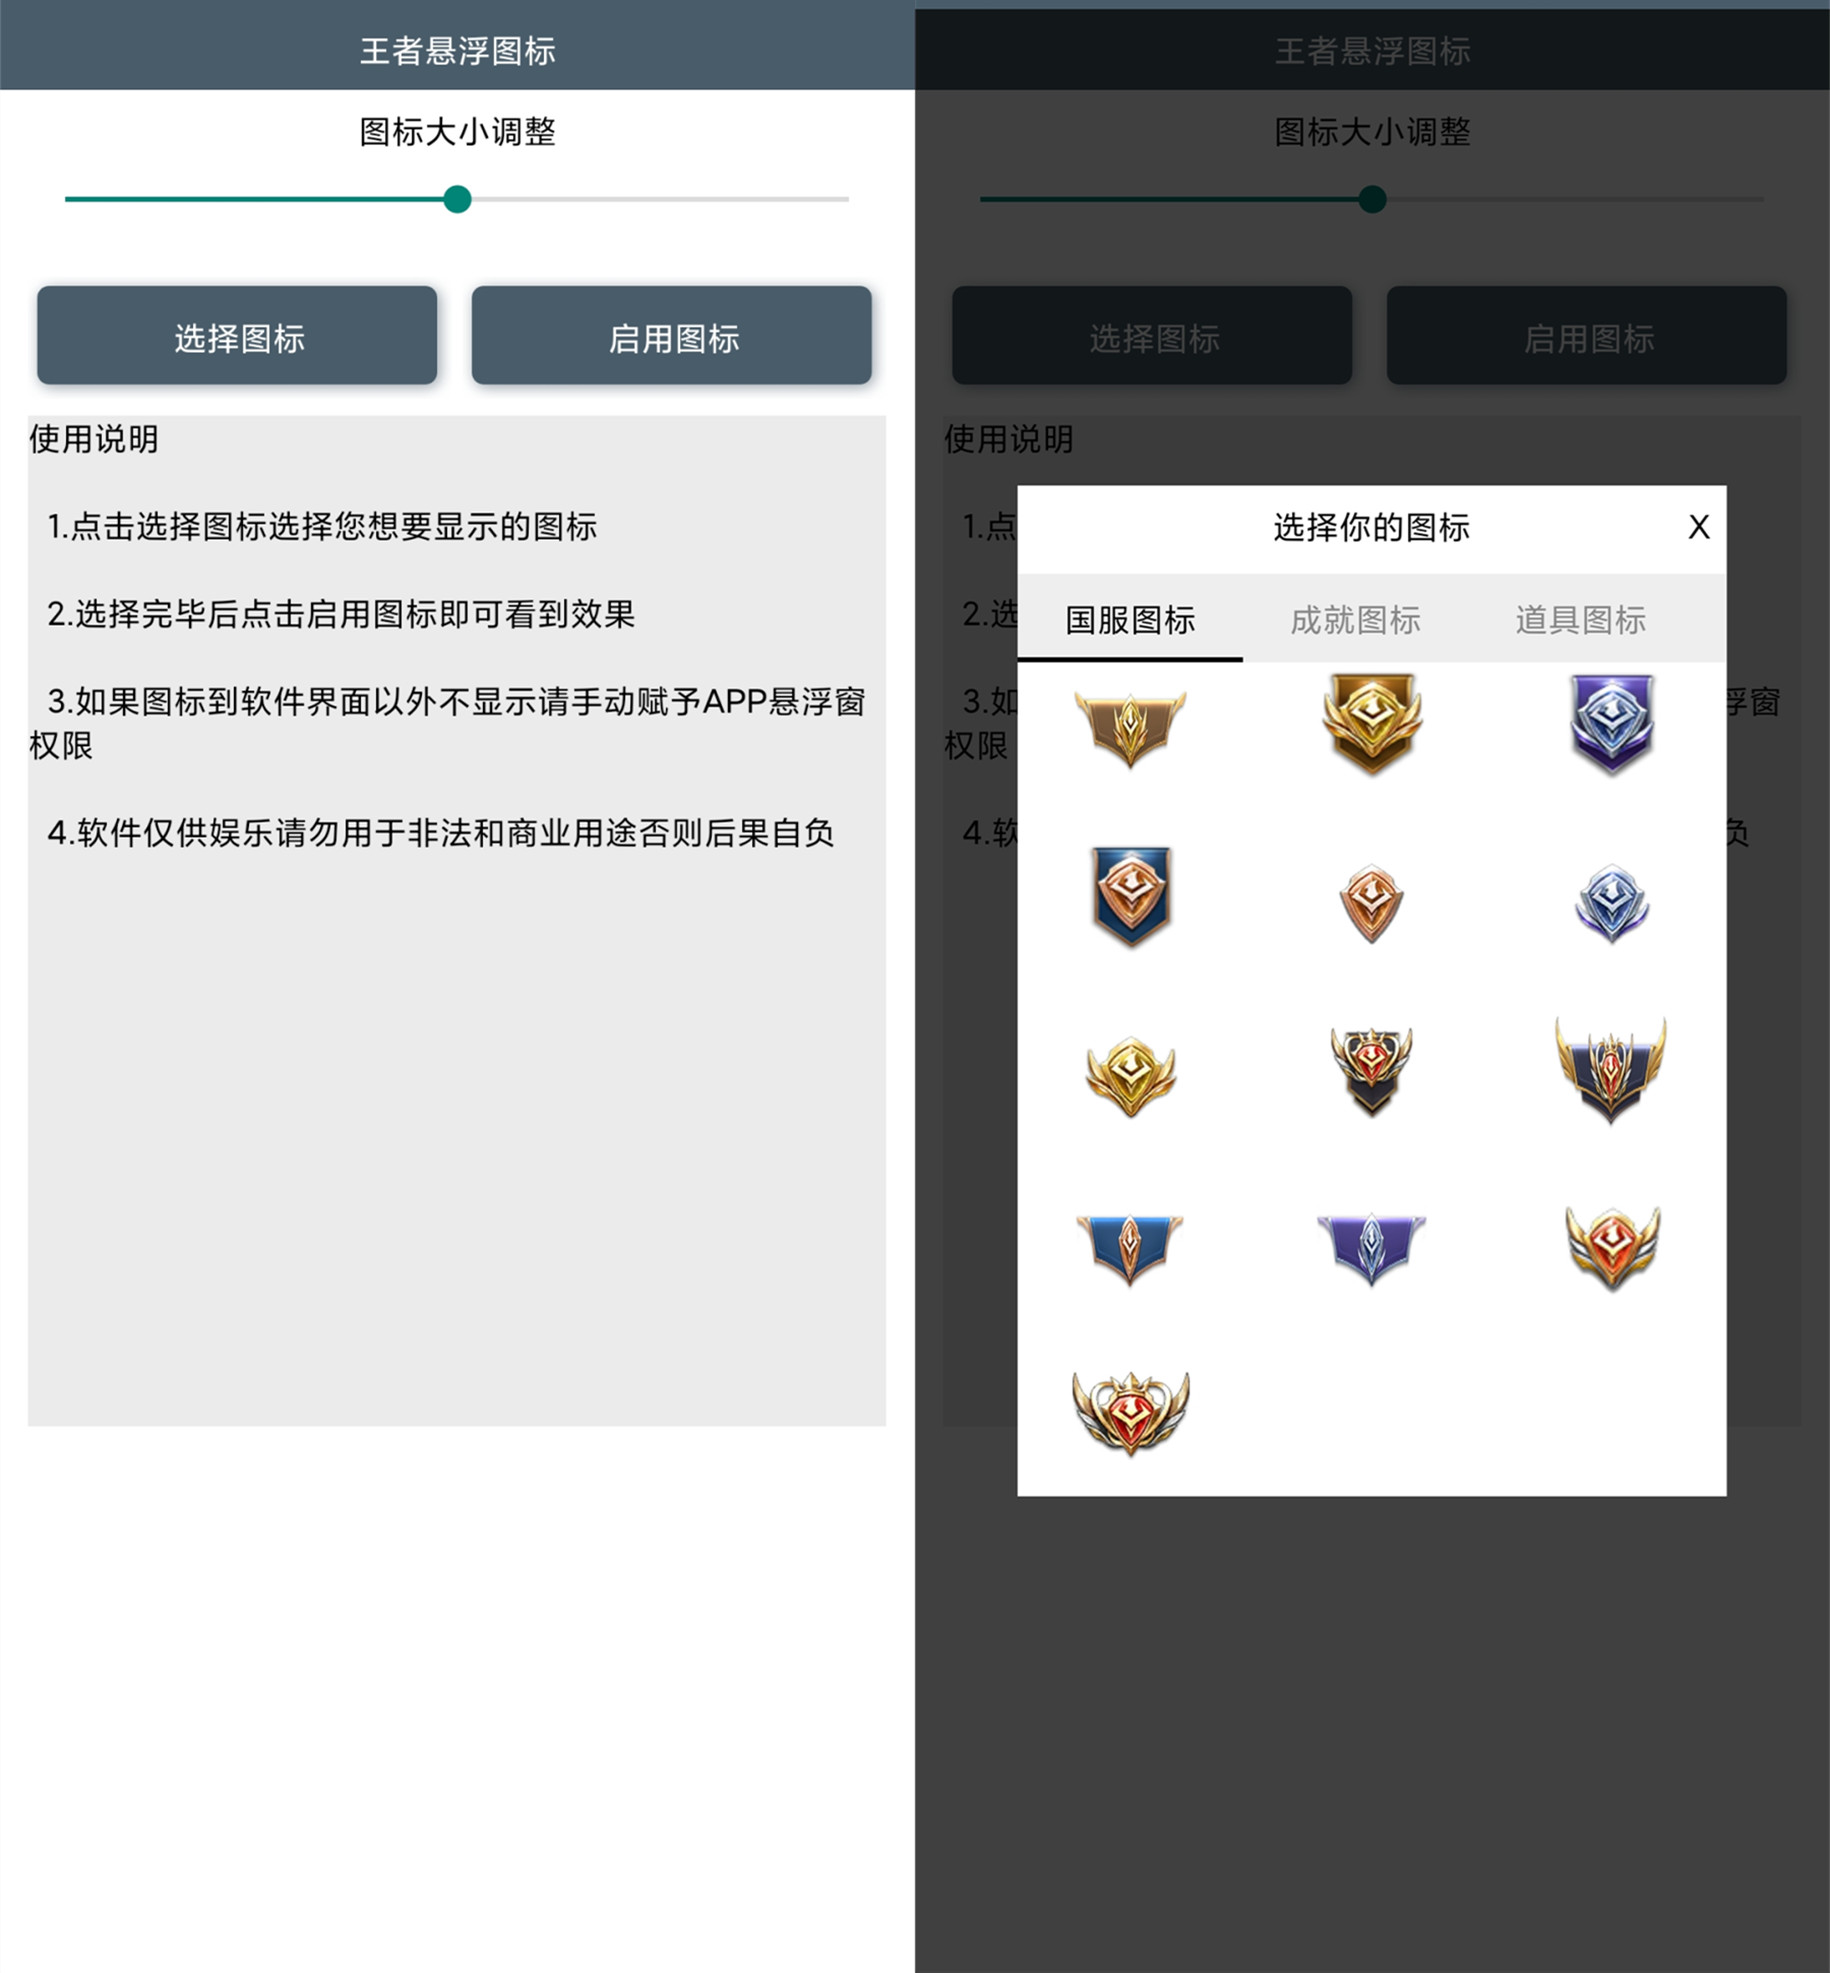 王者悬浮图标
图标大小调整
选择图标
启用图标
使用说明
1.点击选择图标选择您想要显示的图标
2.选择完毕后点击启用图标即可看到效果
3.如果图标到软件界面以外不显示请手动赋予APP悬浮窗
权限
4.软件仅供娱乐请勿用于非法和商业用途否则后果自负
王者悬浮图标
图标大小调整
选择图标
启用图标
使用说明
1.点
2.选
3.如
浮窗
权限
4.软
负
选择你的图标
X
国服图标
成就图标
道具图标